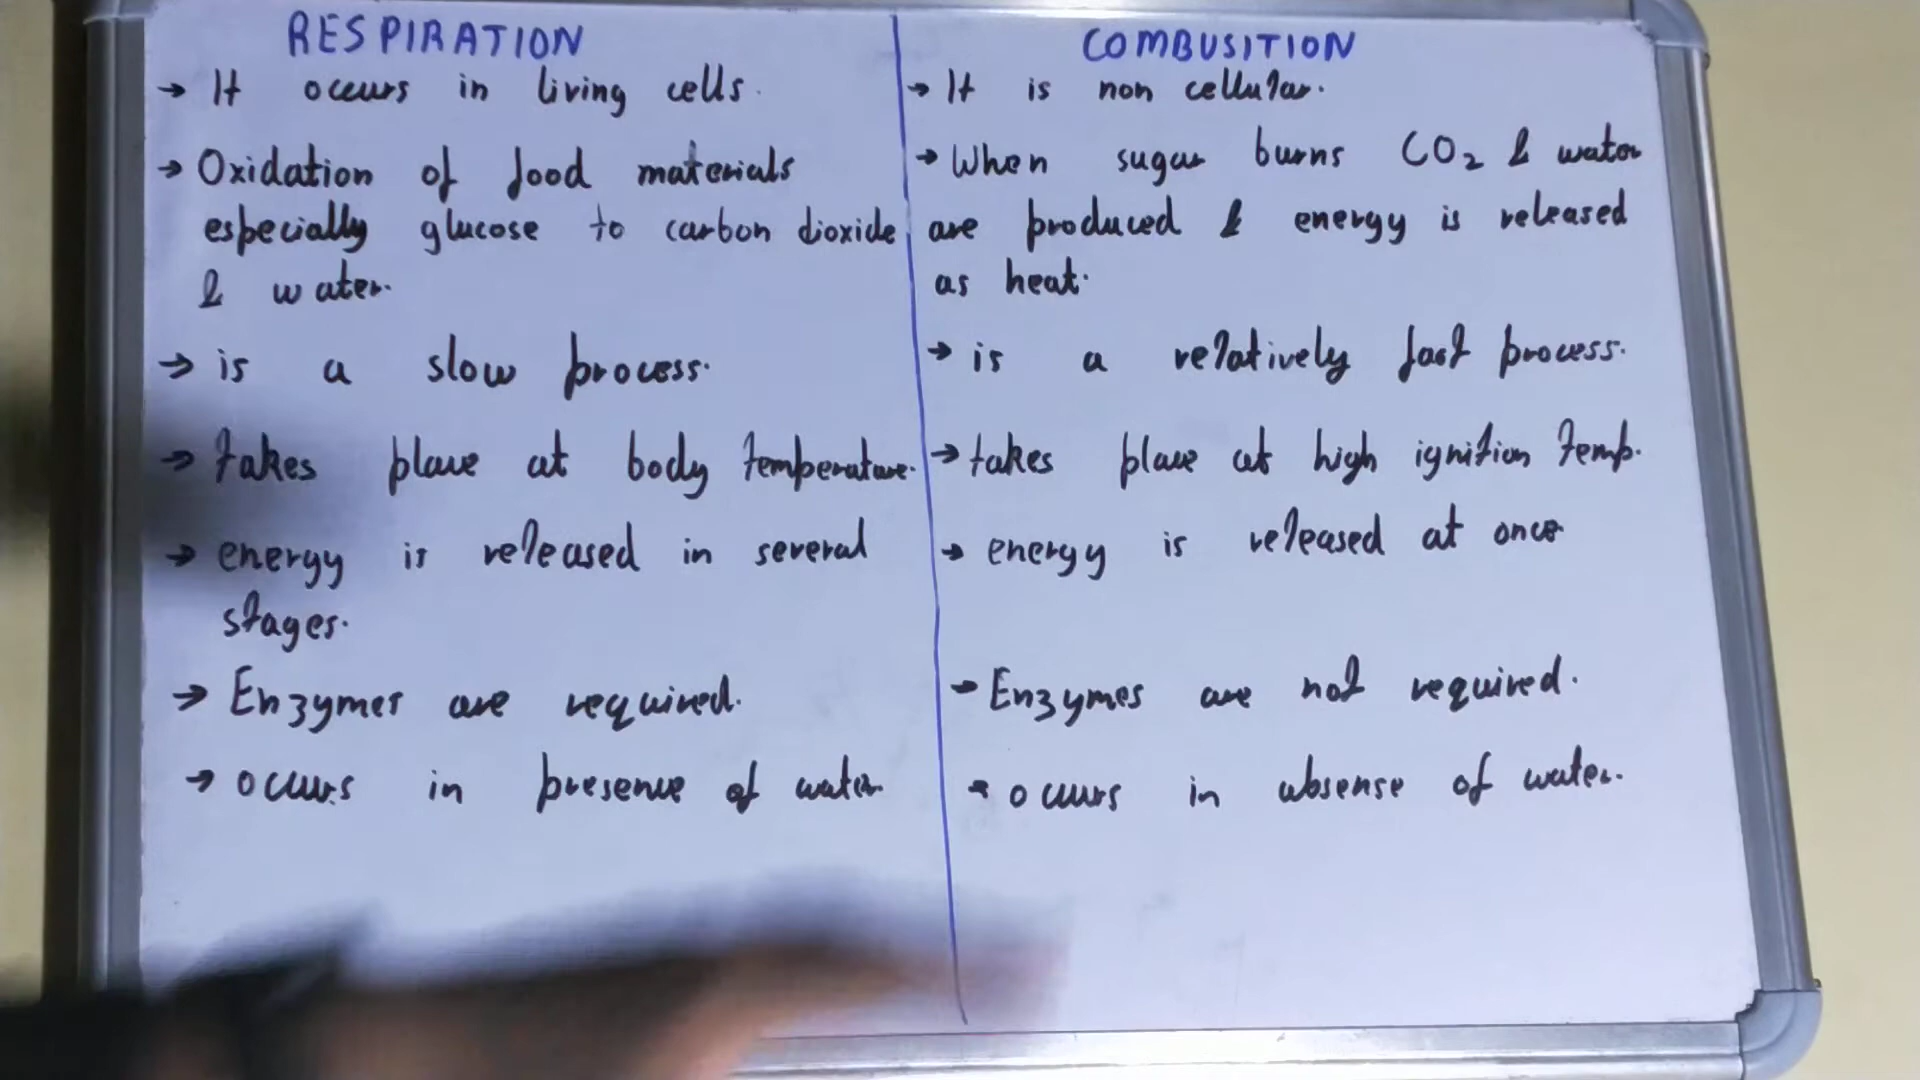 RESPIRATION
→ It occurs in living cells.
→ Oxidation of food materials
especially glucose to carbon dioxide
& water.
→ is a slow process.
→ takes place at body temperature.
→ energy is released in several
stages.
→ Enzymes are required.
→ occurs in presence of water
COMBUSITION
→ It is non cellular.
→ When sugar burns CO₂ & water
are produced & energy is released
as heat.
→ is a relatively fast process.
→ takes place at high ignition temp.
→ energy is released at once
→ Enzymes are not required.
→ occurs in absense of water.